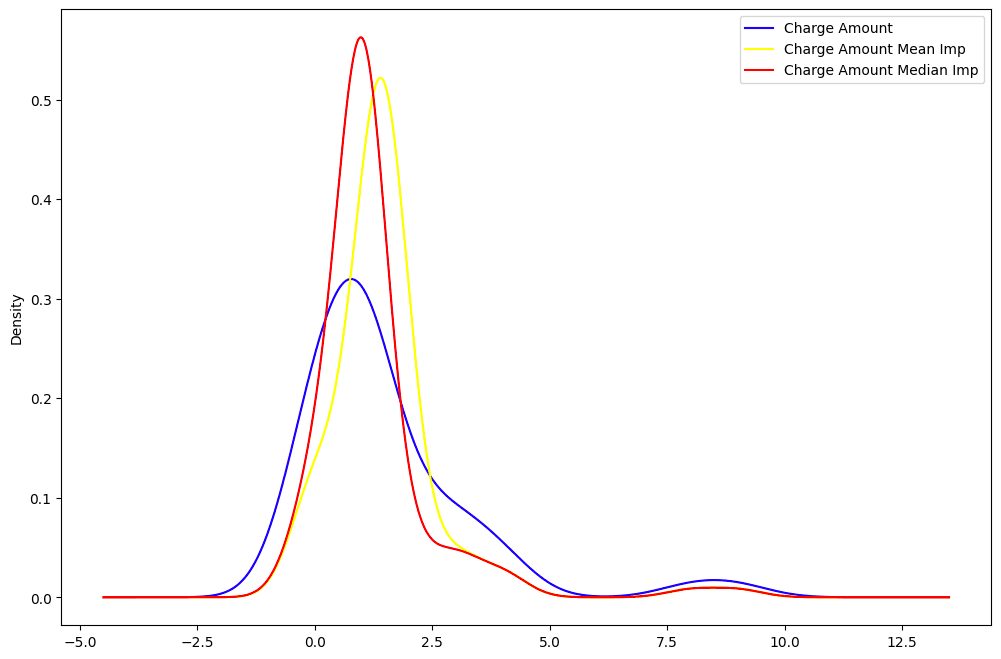 Charge Amount
Charge Amount Mean Imp
Charge Amount Median Imp
0.5
0.4
0.3
0.2
0.1
0.0
Density
−5.0 −2.5 0.0 2.5 5.0 7.5 10.0 12.5